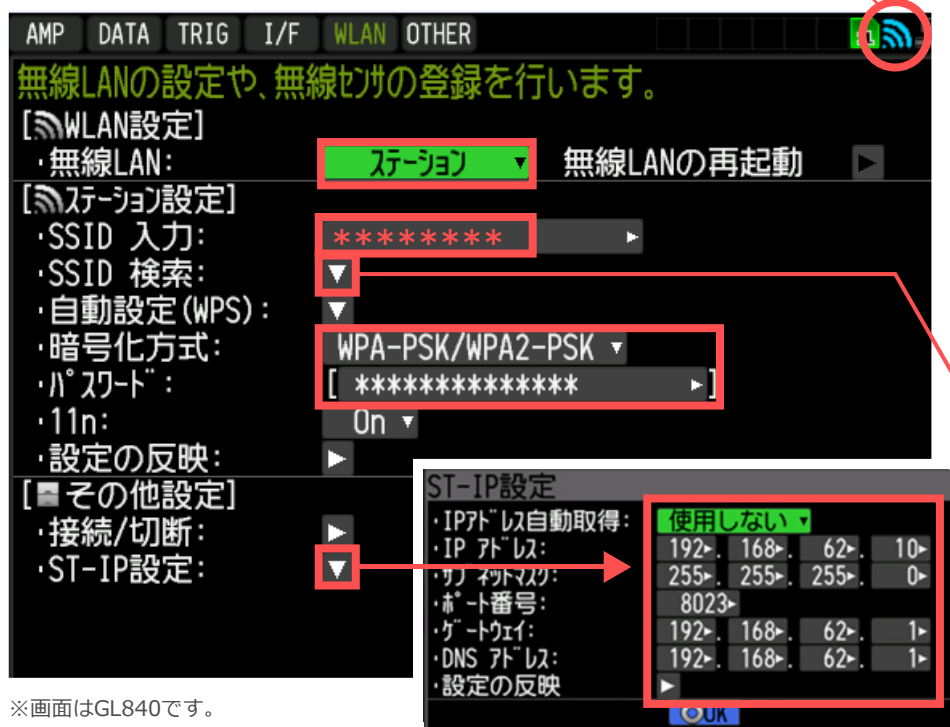 AMP DATA TRIG I/F WLAN OTHER
無線LANの設定や、無線ｾﾝｻの登録を行います。
[WLAN設定]
・無線LAN: ｽﾃｰｼｮﾝ ▼ 無線LANの再起動 ►
[ｽﾃｰｼｮﾝ設定]
・SSID 入力: ******** ►
・SSID 検索: ▼
・自動設定(WPS): ▼
・暗号化方式: WPA-PSK/WPA2-PSK ▼
・ﾊﾟｽﾜｰﾄﾞ: [ ************** ►]
・11n: On ▼
・設定の反映: ►
[その他設定]
・接続/切断: ►
・ST-IP設定: ▼
ST-IP設定
・IPｱﾄﾞﾚｽ自動取得: 使用しない ▼
・IP ｱﾄﾞﾚｽ: 192►. 168►. 62►. 10►
・ｻﾌﾞﾈｯﾄﾏｽｸ: 255►. 255►. 255►. 0►
・ﾎﾟｰﾄ番号: 8023►
・ｹﾞｰﾄｳｪｲ: 192►. 168►. 62►. 1►
・DNS ｱﾄﾞﾚｽ: 192►. 168►. 62►. 1►
・設定の反映 ►
OK
※画面はGL840です。